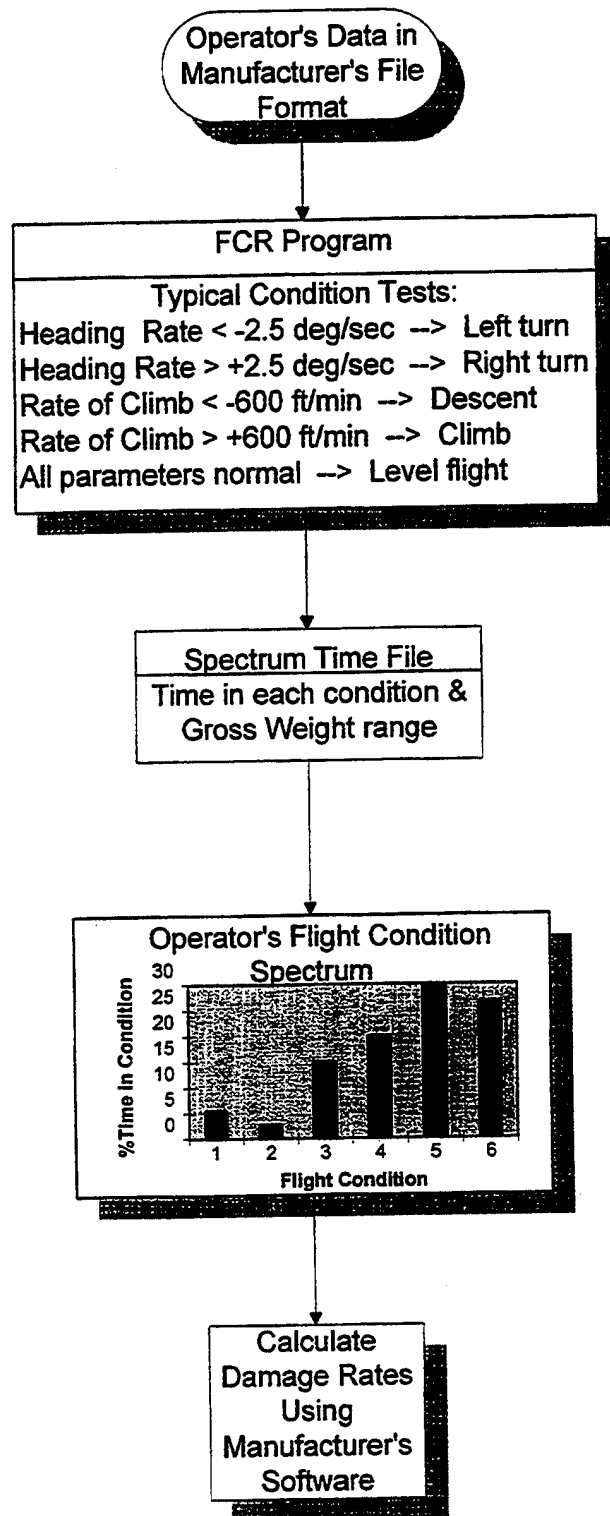 Operator's Data in
Manufacturer's File
Format
FCR Program
Typical Condition Tests:
Heading Rate < -2.5 deg/sec --> Left turn
Heading Rate > +2.5 deg/sec --> Right turn
Rate of Climb < -600 ft/min --> Descent
Rate of Climb > +600 ft/min --> Climb
All parameters normal --> Level flight
Spectrum Time File
Time in each condition &
Gross Weight range
Operator's Flight Condition
Spectrum
%Time in Condition
30
25
20
15
10
5
0
1 2 3 4 5 6
Flight Condition
Calculate
Damage Rates
Using
Manufacturer's
Software